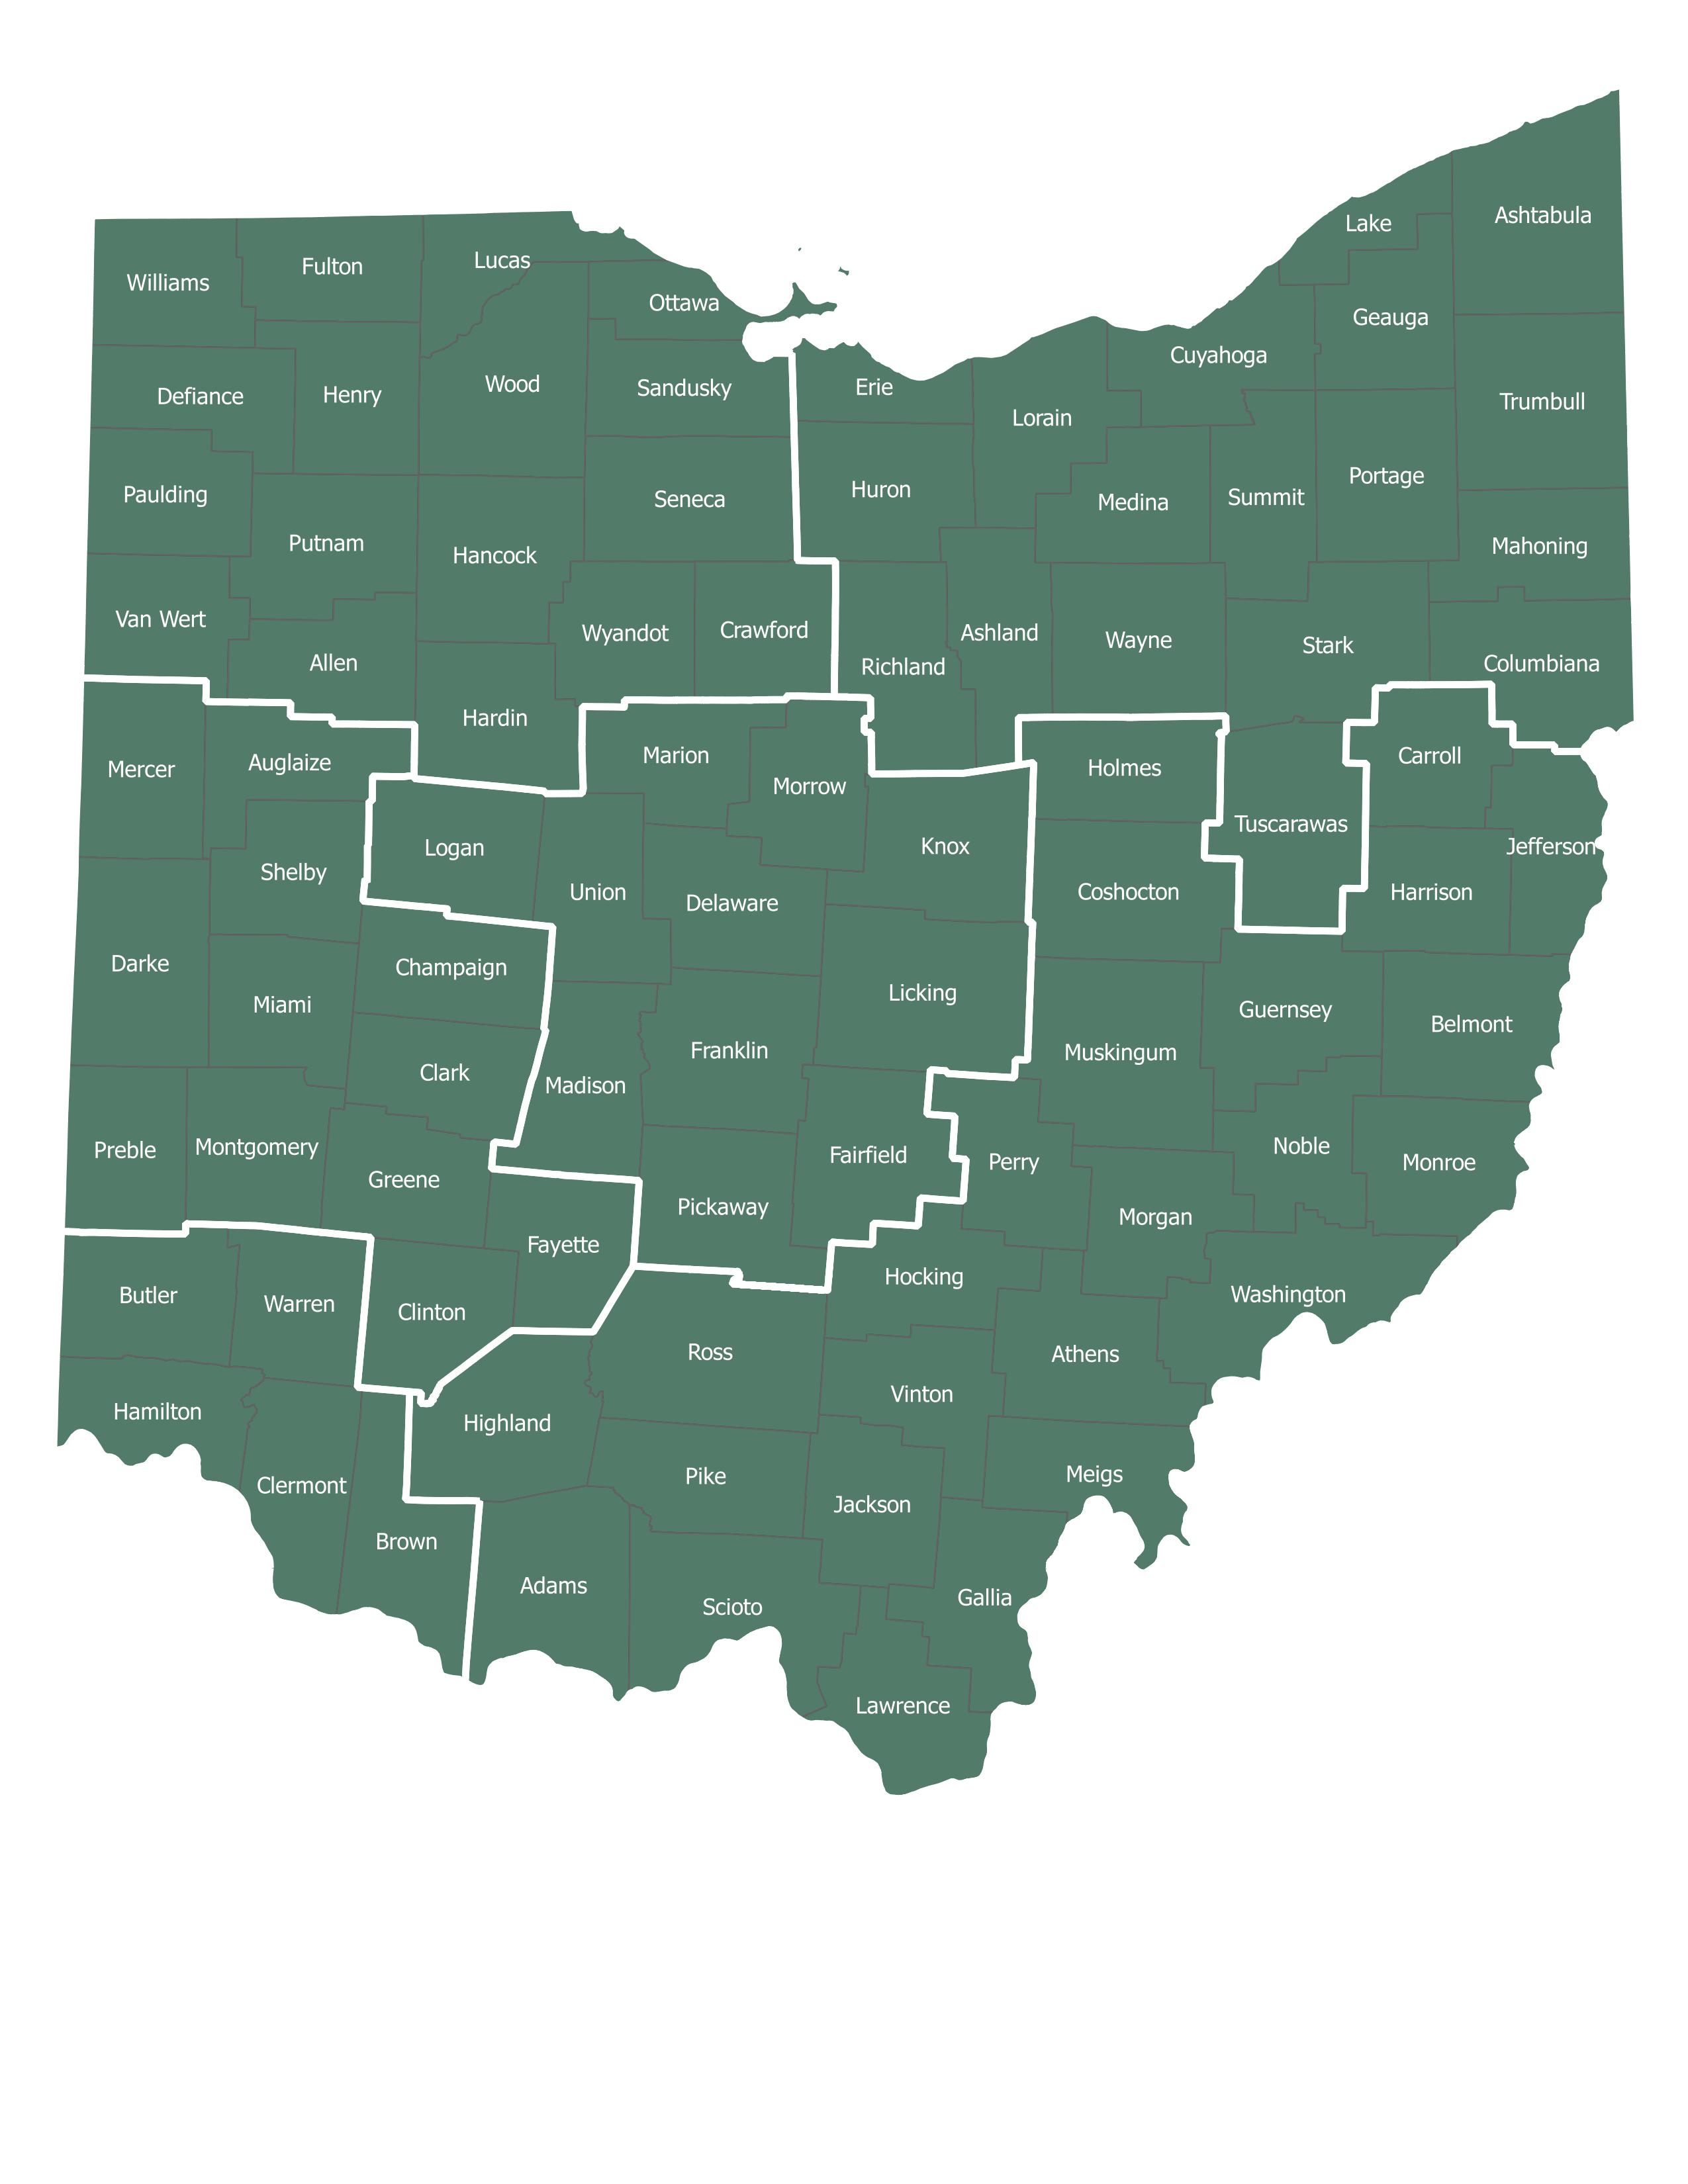 Ashtabula
Lake
Williams
Fulton
Lucas
Ottawa
Geauga
Cuyahoga
Defiance
Henry
Wood
Sandusky
Erie
Lorain
Trumbull
Paulding
Seneca
Huron
Medina
Summit
Portage
Putnam
Hancock
Mahoning
Van Wert
Allen
Wyandot
Crawford
Richland
Ashland
Wayne
Stark
Columbiana
Hardin
Mercer
Auglaize
Marion
Morrow
Holmes
Carroll
Logan
Knox
Tuscarawas
Jefferson
Shelby
Union
Delaware
Coshocton
Harrison
Darke
Champaign
Miami
Licking
Guernsey
Belmont
Clark
Madison
Franklin
Muskingum
Preble
Montgomery
Greene
Fairfield
Perry
Noble
Monroe
Pickaway
Morgan
Fayette
Hocking
Butler
Warren
Clinton
Washington
Ross
Athens
Hamilton
Highland
Vinton
Clermont
Pike
Jackson
Meigs
Brown
Adams
Scioto
Gallia
Lawrence